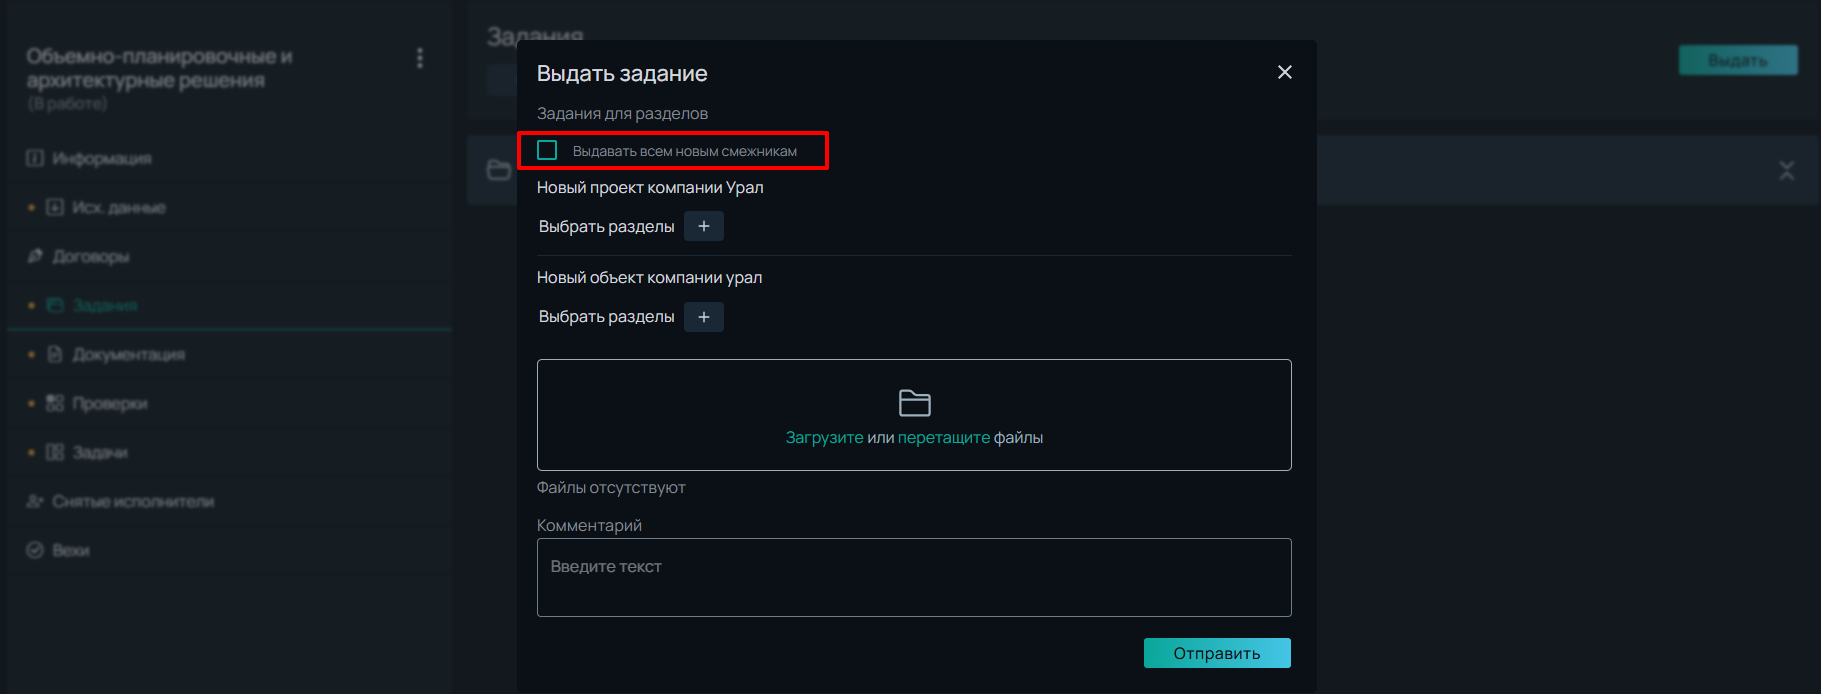 Объемно-планировочные и
архитектурные решения
(В работе)
Информация
Исх. данные
Договоры
Задания
Документация
Проверки
Задачи
Снятые исполнители
Вехи
Задания
Выдать
Выдать задание
Задания для разделов
Выдавать всем новым смежникам
Новый проект компании Урал
Выбрать разделы +
Новый объект компании урал
Выбрать разделы +
Загрузите или перетащите файлы
Файлы отсутствуют
Комментарий
Введите текст
Отправить